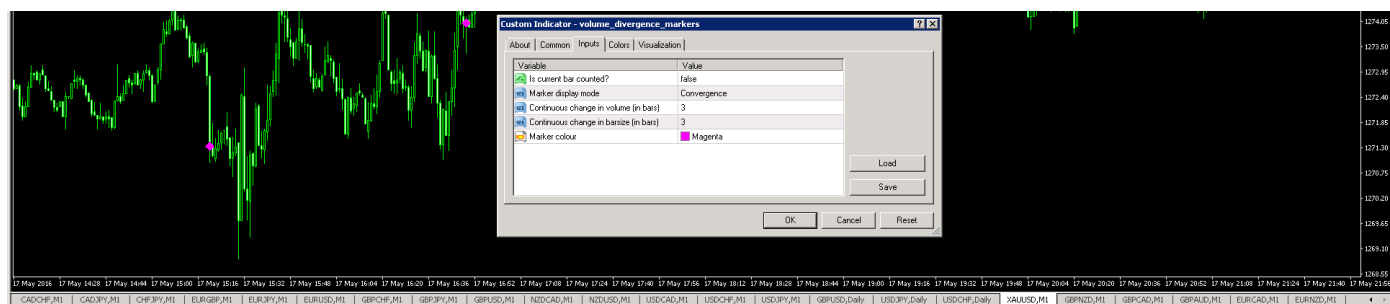 Custom Indicator - volume_divergence_markers
About Common Inputs Colors Visualization
Variable Value
Is current bar counted? false
Marker display mode Convergence
Continuous change in volume (in bars) 3
Continuous change in barsize (in bars) 3
Marker colour Magenta
Load
Save
OK Cancel Reset
1274.05
1273.50
1272.95
1272.40
1271.85
1271.30
1270.75
1270.20
1269.65
1269.10
1268.55
17 May 2016 17 May 14:28 17 May 14:44 17 May 15:00 17 May 15:16 17 May 15:32 17 May 15:48 17 May 16:04 17 May 16:20 17 May 16:36 17 May 16:52 17 May 17:08 17 May 17:24 17 May 17:40 17 May 17:56 17 May 18:12 17 May 18:28 17 May 18:44 17 May 19:00 17 May 19:16 17 May 19:32 17 May 19:48 17 May 20:04 17 May 20:20 17 May 20:36 17 May 20:52 17 May 21:08 17 May 21:24 17 May 21:40 17 May 21:56
CADCHF,M1 CADJPY,M1 CHFJPY,M1 EURGBP,M1 EURJPY,M1 EURUSD,M1 GBPCHF,M1 GBPJPY,M1 GBPUSD,M1 NZDCAD,M1 NZDUSD,M1 USDCAD,M1 USDCHF,M1 USDJPY,M1 GBPUSD,Daily USDJPY,Daily USDCHF,Daily XAUUSD,M1 GBPNZD,M1 GBPCAD,M1 GBPAUD,M1 EURCAD,M1 EURNZD,M1